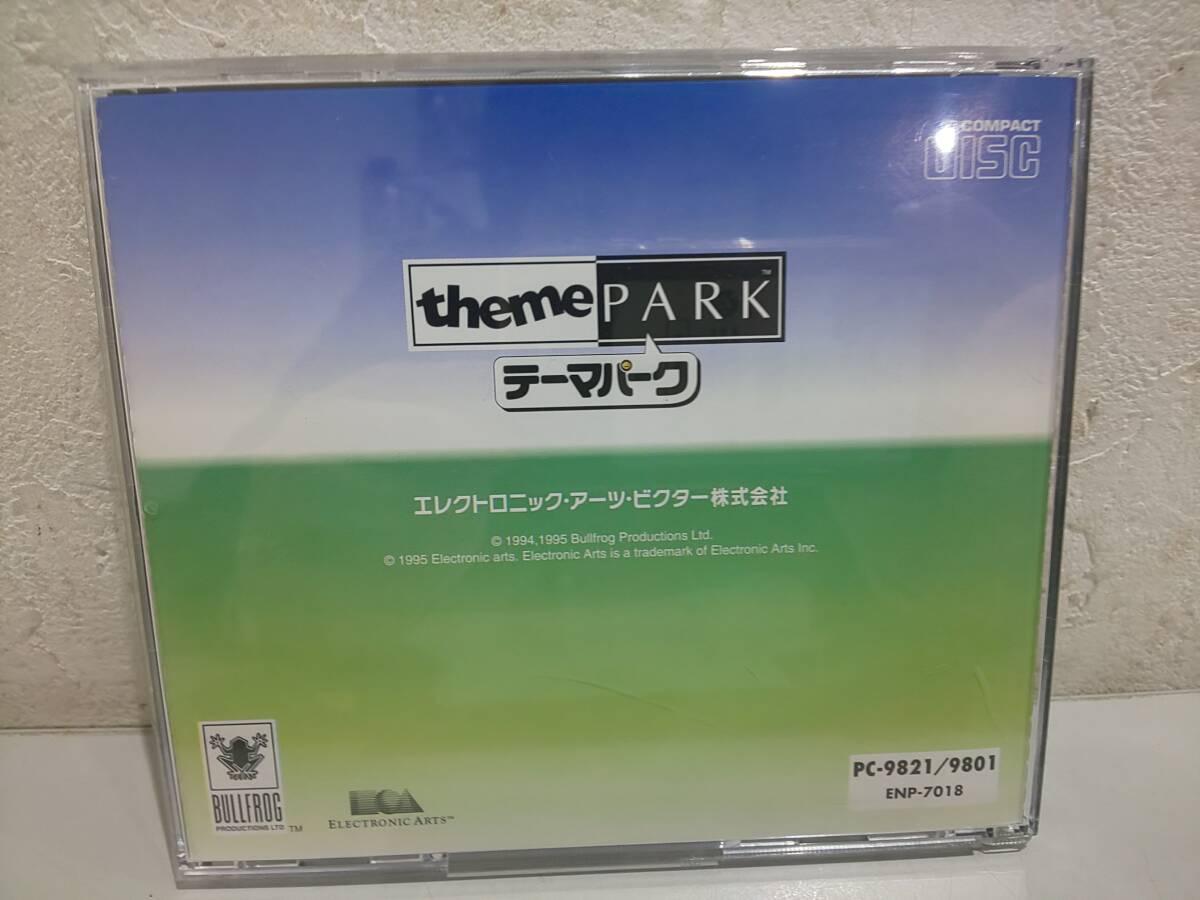 COMPACT
DISC
theme PARK™
テーマパーク
エレクトロニック・アーツ・ビクター株式会社
© 1994,1995 Bullfrog Productions Ltd.
© 1995 Electronic arts. Electronic Arts is a trademark of Electronic Arts Inc.
BULLFROG
PRODUCTIONS LTD ™
ELECTRONIC ARTS™
PC-9821/9801
ENP-7018